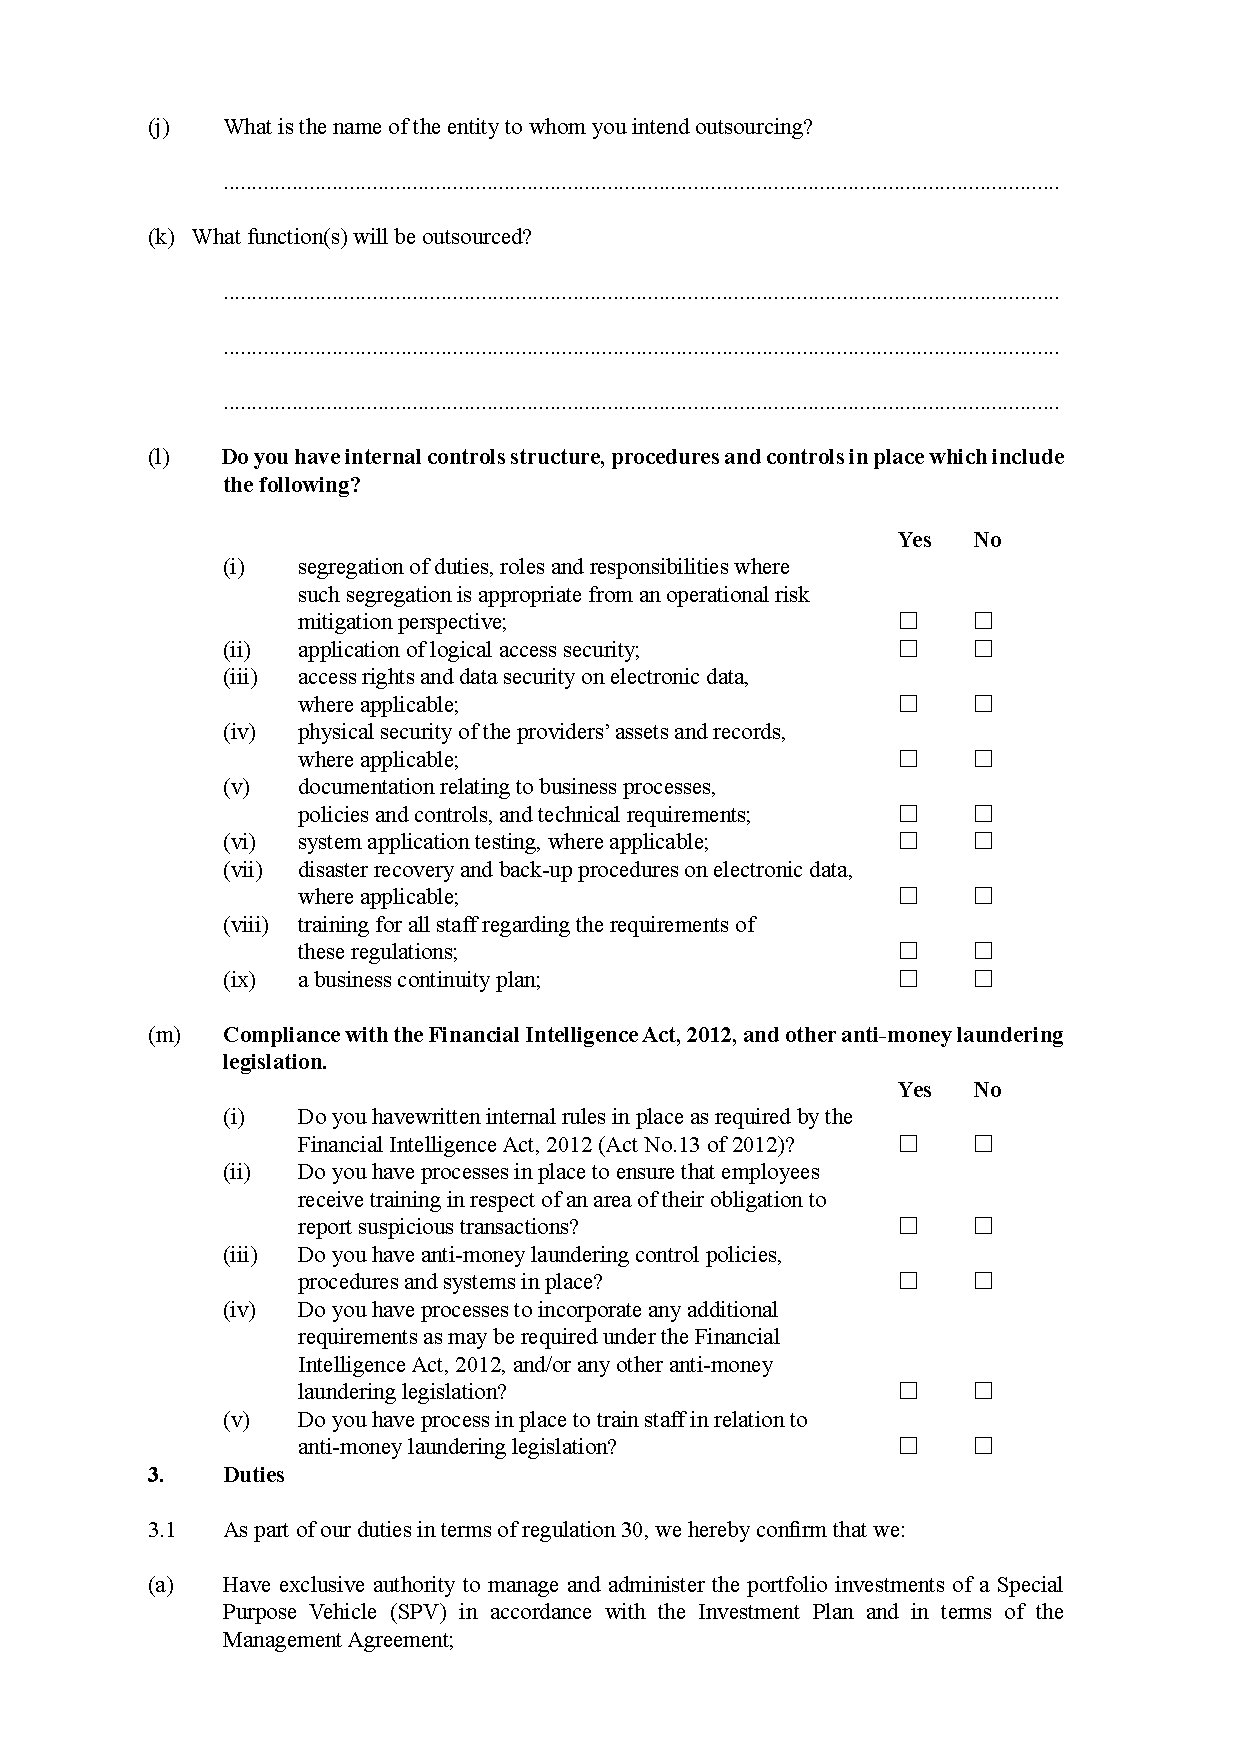 (j) What is the name of the entity to whom you intend outsourcing?
....................................................................................................................................................
(k) What function(s) will be outsourced?
....................................................................................................................................................
....................................................................................................................................................
....................................................................................................................................................
(l) Do you have internal controls structure, procedures and controls in place which include
the following?
Yes No
(i) segregation of duties, roles and responsibilities where
such segregation is appropriate from an operational risk
mitigation perspective; ☐ ☐
(ii) application of logical access security; ☐ ☐
(iii) access rights and data security on electronic data,
where applicable; ☐ ☐
(iv) physical security of the providers’ assets and records,
where applicable; ☐ ☐
(v) documentation relating to business processes,
policies and controls, and technical requirements; ☐ ☐
(vi) system application testing, where applicable; ☐ ☐
(vii) disaster recovery and back-up procedures on electronic data,
where applicable; ☐ ☐
(viii) training for all staff regarding the requirements of
these regulations; ☐ ☐
(ix) a business continuity plan; ☐ ☐
(m) Compliance with the Financial Intelligence Act, 2012, and other anti-money laundering
legislation.
Yes No
(i) Do you havewritten internal rules in place as required by the
Financial Intelligence Act, 2012 (Act No.13 of 2012)? ☐ ☐
(ii) Do you have processes in place to ensure that employees
receive training in respect of an area of their obligation to
report suspicious transactions? ☐ ☐
(iii) Do you have anti-money laundering control policies,
procedures and systems in place? ☐ ☐
(iv) Do you have processes to incorporate any additional
requirements as may be required under the Financial
Intelligence Act, 2012, and/or any other anti-money
laundering legislation? ☐ ☐
(v) Do you have process in place to train staff in relation to
anti-money laundering legislation? ☐ ☐
3. Duties
3.1 As part of our duties in terms of regulation 30, we hereby confirm that we:
(a) Have exclusive authority to manage and administer the portfolio investments of a Special
Purpose Vehicle (SPV) in accordance with the Investment Plan and in terms of the
Management Agreement;